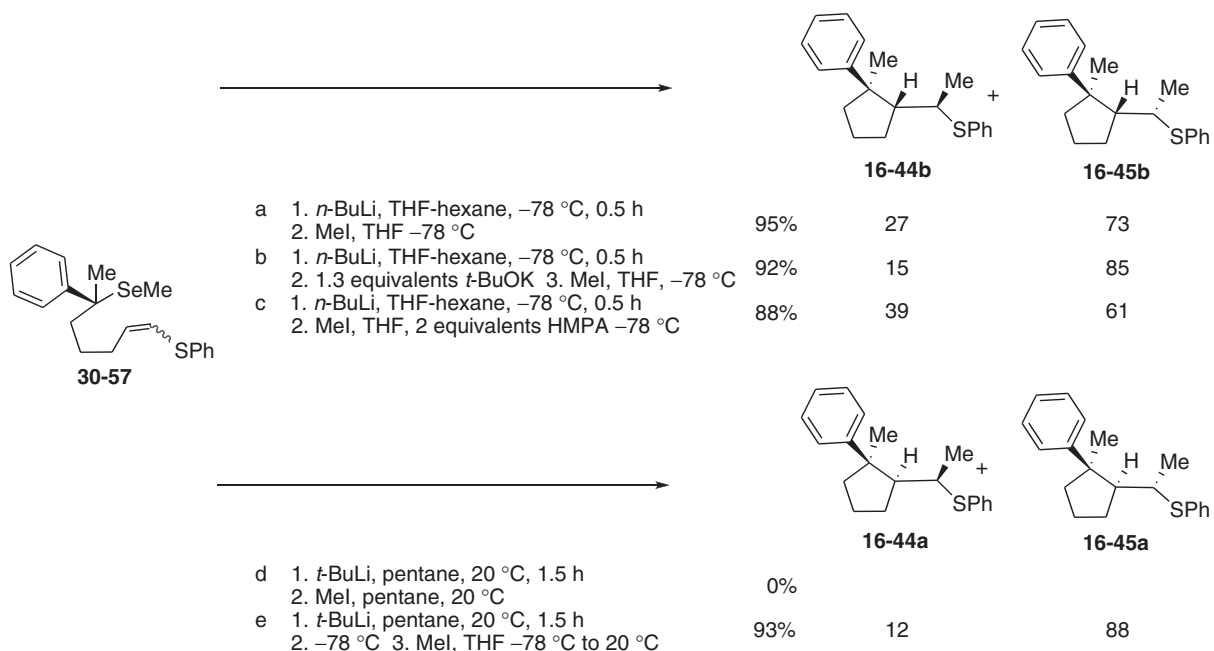 Me
H
Me
+
SPh
16-44b
Me
H
Me
SPh
16-45b
a 1. n-BuLi, THF-hexane, –78 °C, 0.5 h
2. MeI, THF –78 °C
95% 27 73
b 1. n-BuLi, THF-hexane, –78 °C, 0.5 h
2. 1.3 equivalents t-BuOK 3. MeI, THF, –78 °C
92% 15 85
c 1. n-BuLi, THF-hexane, –78 °C, 0.5 h
2. MeI, THF, 2 equivalents HMPA –78 °C
88% 39 61
Me
SeMe
SPh
30-57
Me
H
Me
+
SPh
16-44a
Me
H
Me
SPh
16-45a
d 1. t-BuLi, pentane, 20 °C, 1.5 h
2. MeI, pentane, 20 °C
0%
e 1. t-BuLi, pentane, 20 °C, 1.5 h
2. –78 °C 3. MeI, THF –78 °C to 20 °C
93% 12 88